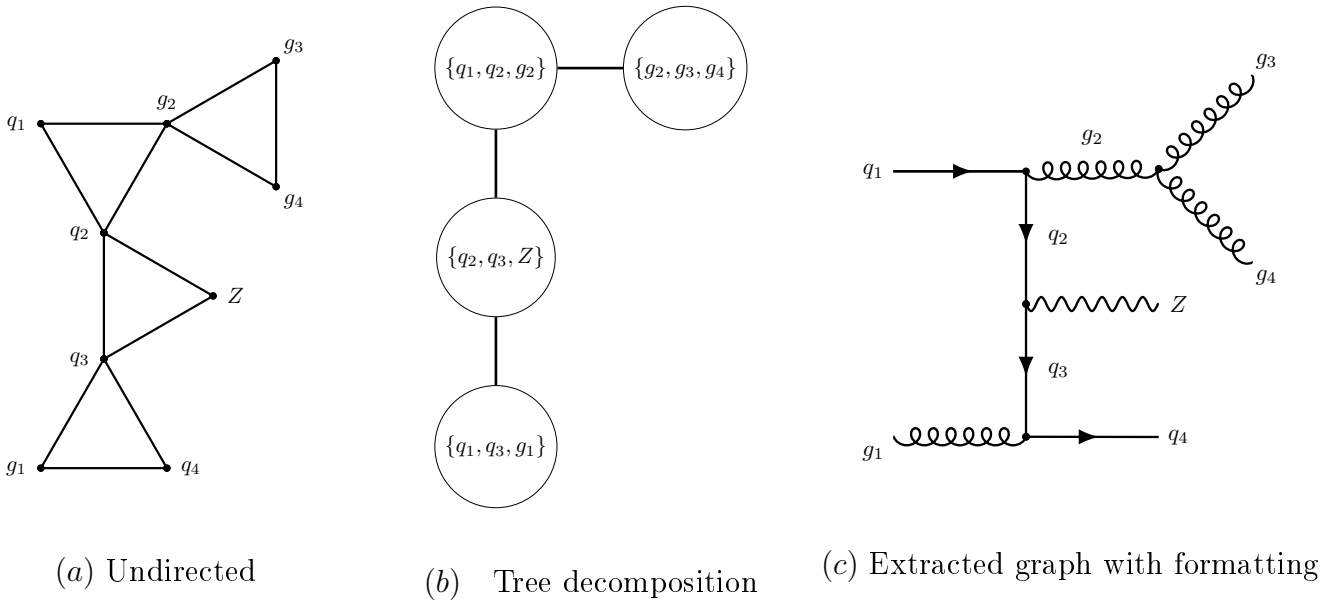 g₃
g₂
q₁
g₄
q₂
Z
q₃
g₁
q₄
(a) Undirected
{q₁, q₂, g₂}
{g₂, g₃, g₄}
{q₂, q₃, Z}
{q₁, q₃, g₁}
(b) Tree decomposition
g₃
g₂
q₁
q₂
g₄
Z
q₃
g₁
q₄
(c) Extracted graph with formatting